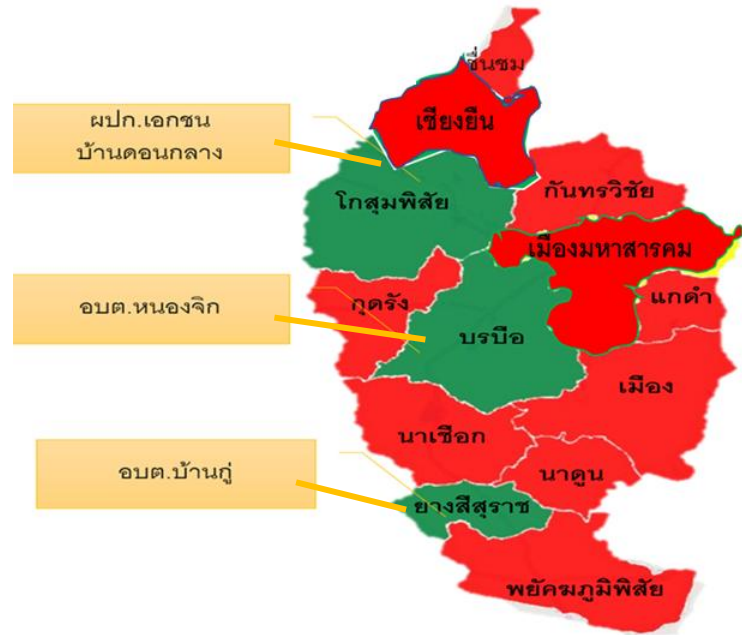 ชื่นชม
ผปก.เอกชน
บ้านดอนกลาง
เชียงยืน
โกสุมพิสัย
กันทรวิชัย
เมืองมหาสารคม
แกดำ
อบต.หนองจิก
กุดรัง
บรบือ
เมือง
นาเชือก
อบต.บ้านกู่
นาดูน
ยางสีสุราช
พยัคฆภูมิพิสัย